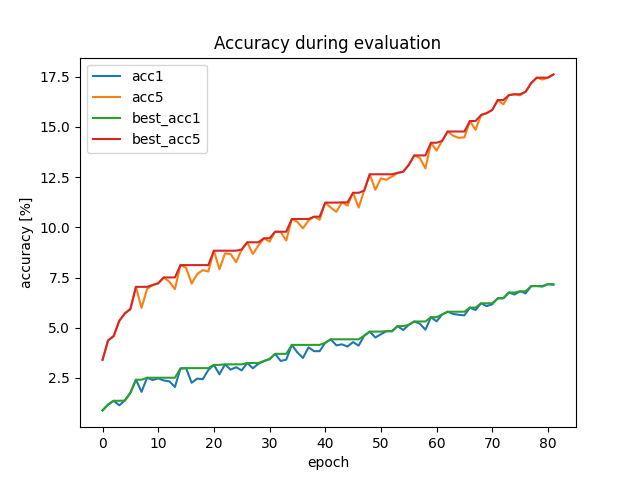 Accuracy during evaluation
acc1
acc5
best_acc1
best_acc5
accuracy [%]
17.5
15.0
12.5
10.0
7.5
5.0
2.5
0 10 20 30 40 50 60 70 80
epoch